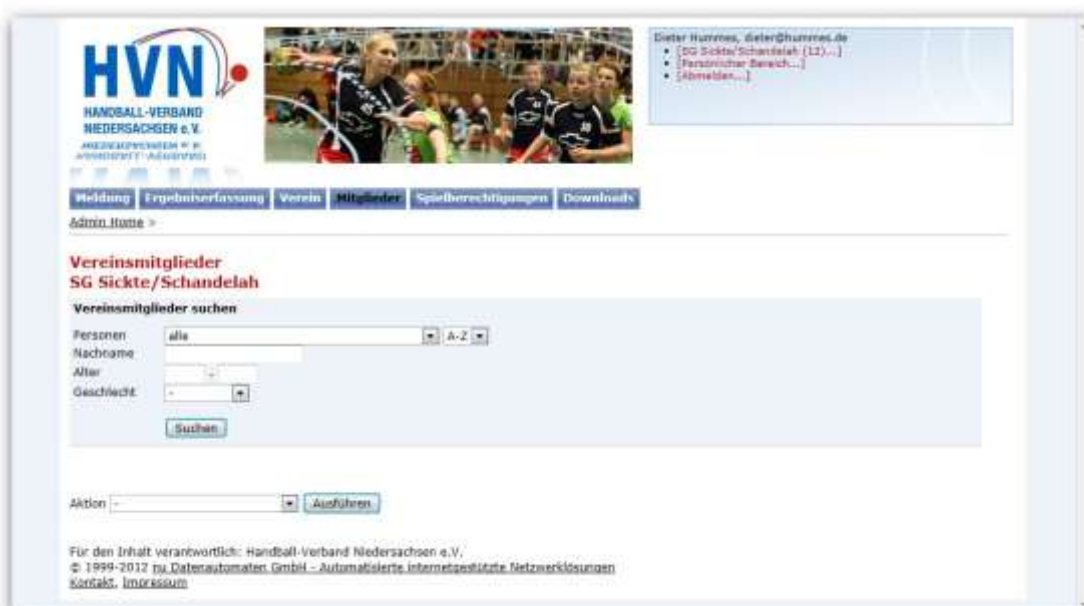 HVN
HANDBALL-VERBAND
NIEDERSACHSEN e.V.
Dieter Hummes, dieter@hummes.de
[SG Sickte/Schandelah (12)...]
[Persönlicher Bereich...]
[Abmelden...]
Meldung Ergebniserfassung Verein Mitglieder Spielberechtigungen Downloads
Admin Home >
Vereinsmitglieder
SG Sickte/Schandelah
Vereinsmitglieder suchen
Personen alle A-Z
Nachname
Alter -
Geschlecht -
Suchen
Aktion - Ausführen
Für den Inhalt verantwortlich: Handball-Verband Niedersachsen e.V.
© 1999-2012 nu Datenautomaten GmbH - Automatisierte internetgestützte Netzwerklösungen
Kontakt, Impressum